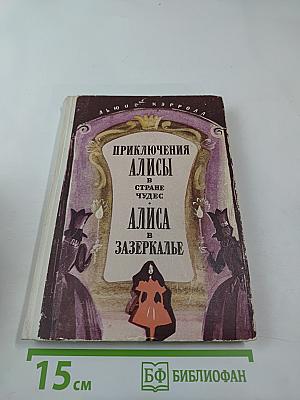 ЛЬЮИС КЭРРОЛЛ
ПРИКЛЮЧЕНИЯ
АЛИСЫ
В
СТРАНЕ
ЧУДЕС
•
АЛИСА
В
ЗАЗЕРКАЛЬЕ
15 см
БФ БИБЛИОФАН